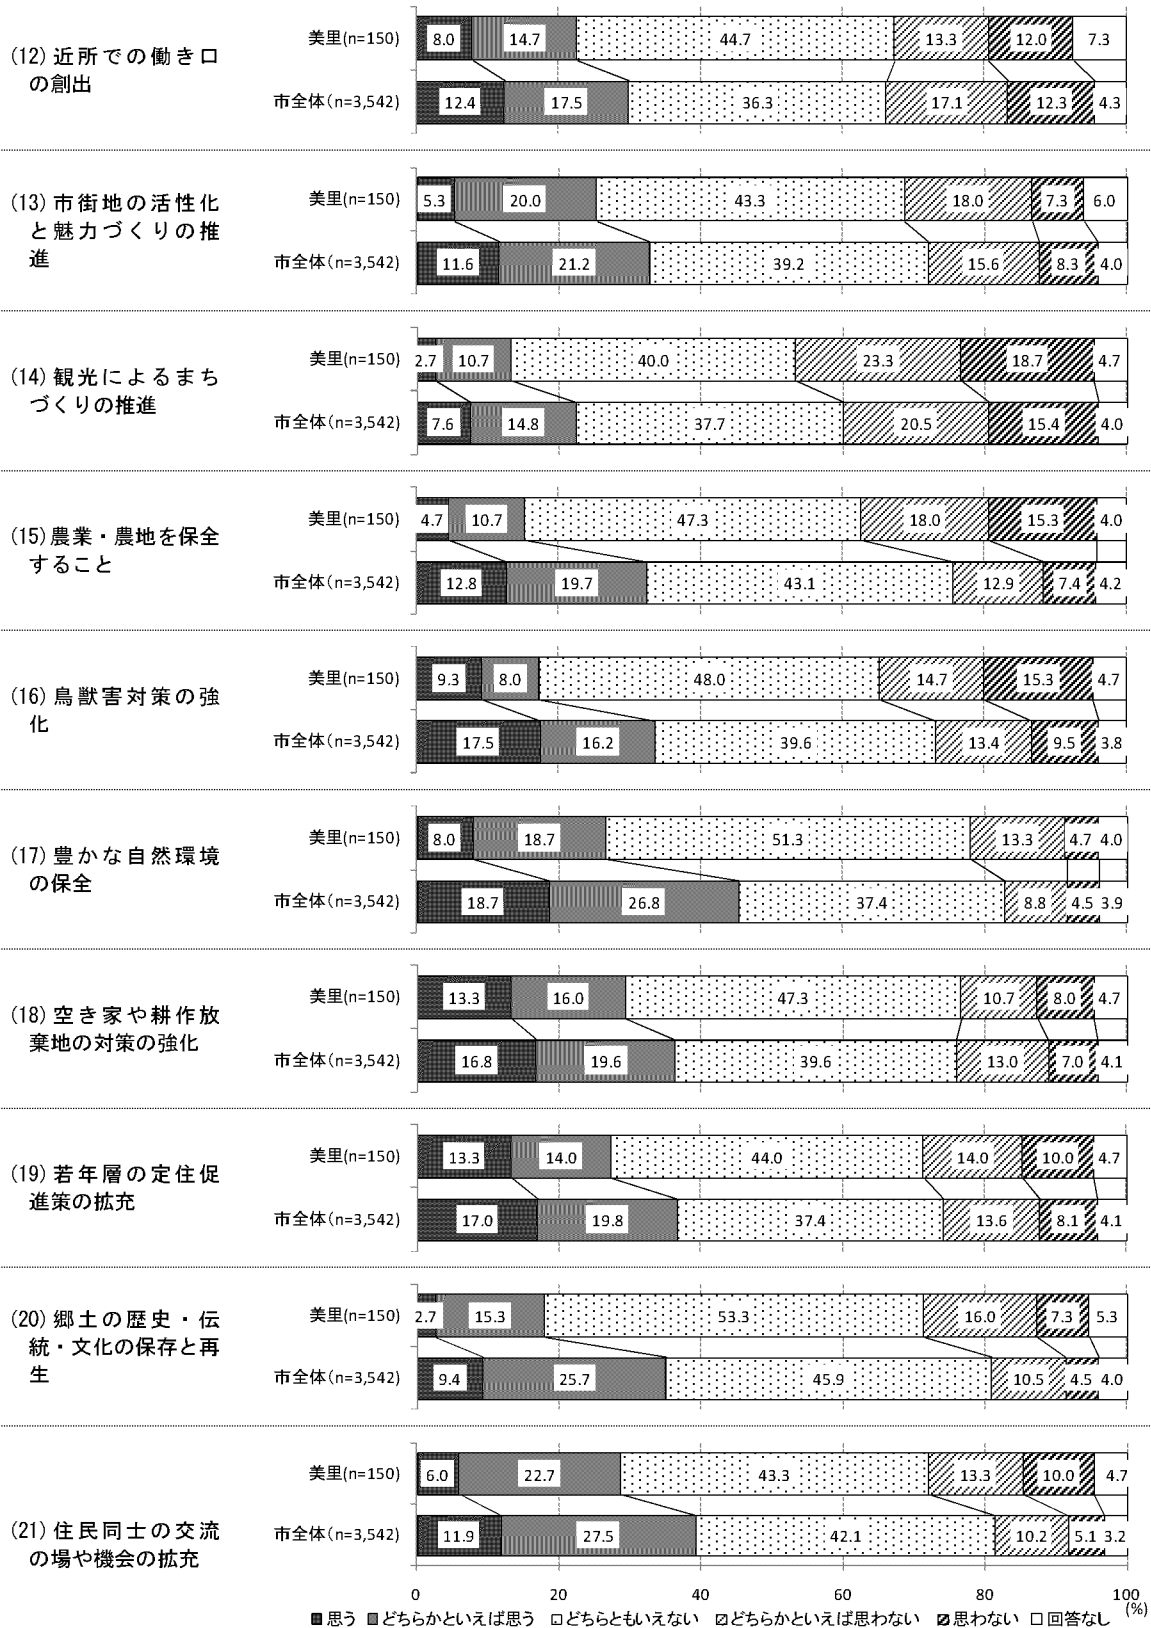 (12) 近所での働き口
の創出
美里(n=150)
8.0 14.7 44.7 13.3 12.0 7.3
市全体(n=3,542)
12.4 17.5 36.3 17.1 12.3 4.3
(13) 市街地の活性化
と魅力づくりの推
進
美里(n=150)
5.3 20.0 43.3 18.0 7.3 6.0
市全体(n=3,542)
11.6 21.2 39.2 15.6 8.3 4.0
(14) 観光によるまち
づくりの推進
美里(n=150)
2.7 10.7 40.0 23.3 18.7 4.7
市全体(n=3,542)
7.6 14.8 37.7 20.5 15.4 4.0
(15) 農業・農地を保全
すること
美里(n=150)
4.7 10.7 47.3 18.0 15.3 4.0
市全体(n=3,542)
12.8 19.7 43.1 12.9 7.4 4.2
(16) 鳥獣害対策の強
化
美里(n=150)
9.3 8.0 48.0 14.7 15.3 4.7
市全体(n=3,542)
17.5 16.2 39.6 13.4 9.5 3.8
(17) 豊かな自然環境
の保全
美里(n=150)
8.0 18.7 51.3 13.3 4.7 4.0
市全体(n=3,542)
18.7 26.8 37.4 8.8 4.5 3.9
(18) 空き家や耕作放
棄地の対策の強化
美里(n=150)
13.3 16.0 47.3 10.7 8.0 4.7
市全体(n=3,542)
16.8 19.6 39.6 13.0 7.0 4.1
(19) 若年層の定住促
進策の拡充
美里(n=150)
13.3 14.0 44.0 14.0 10.0 4.7
市全体(n=3,542)
17.0 19.8 37.4 13.6 8.1 4.1
(20) 郷土の歴史・伝
統・文化の保存と再
生
美里(n=150)
2.7 15.3 53.3 16.0 7.3 5.3
市全体(n=3,542)
9.4 25.7 45.9 10.5 4.5 4.0
(21) 住民同士の交流
の場や機会の拡充
美里(n=150)
6.0 22.7 43.3 13.3 10.0 4.7
市全体(n=3,542)
11.9 27.5 42.1 10.2 5.1 3.2
0 20 40 60 80 100
(%)
思う どちらかといえば思う どちらともいえない どちらかといえば思わない 思わない 回答なし